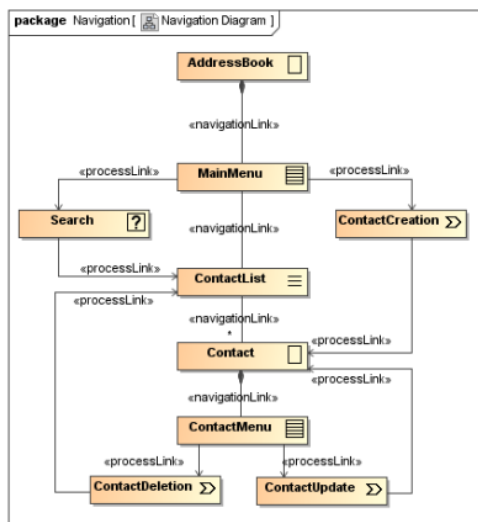 package Navigation [ Navigation Diagram ]
AddressBook
«navigationLink»
«processLink» MainMenu «processLink»
Search ? «navigationLink» ContactCreation
«processLink» ContactList
«processLink»
«navigationLink»
*
Contact «processLink»
«processLink»
«navigationLink»
ContactMenu
«processLink» «processLink»
ContactDeletion ContactUpdate